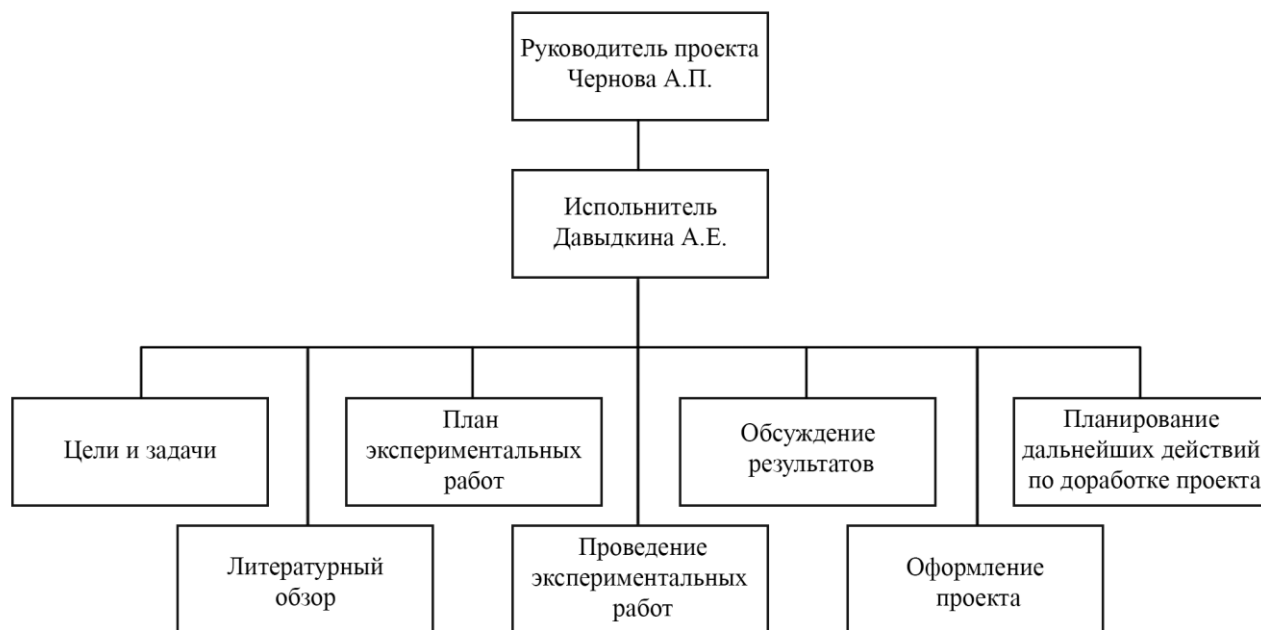 Руководитель проекта
Чернова А.П.
Испольнитель
Давыдкина А.Е.
Цели и задачи
План
экспериментальных
работ
Обсуждение
результатов
Планирование
дальнейших действий
по доработке проекта
Литературный
обзор
Проведение
экспериментальных
работ
Оформление
проекта